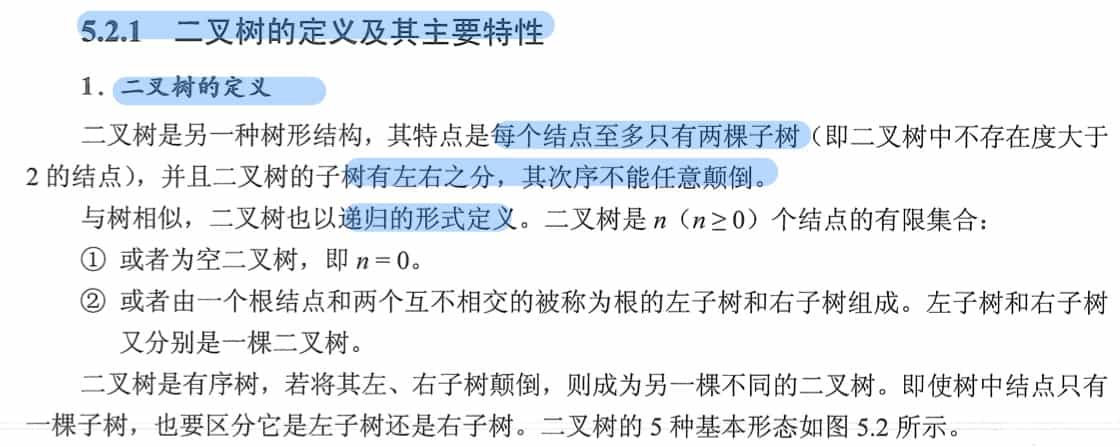 5.2.1 二叉树的定义及其主要特性
1. 二叉树的定义
二叉树是另一种树形结构，其特点是每个结点至多只有两棵子树（即二叉树中不存在度大于
2 的结点），并且二叉树的子树有左右之分，其次序不能任意颠倒。
与树相似，二叉树也以递归的形式定义。二叉树是 n（n ≥ 0）个结点的有限集合：
① 或者为空二叉树，即 n = 0。
② 或者由一个根结点和两个互不相交的被称为根的左子树和右子树组成。左子树和右子树
又分别是一棵二叉树。
二叉树是有序树，若将其左、右子树颠倒，则成为另一棵不同的二叉树。即使树中结点只有
一棵子树，也要区分它是左子树还是右子树。二叉树的 5 种基本形态如图 5.2 所示。